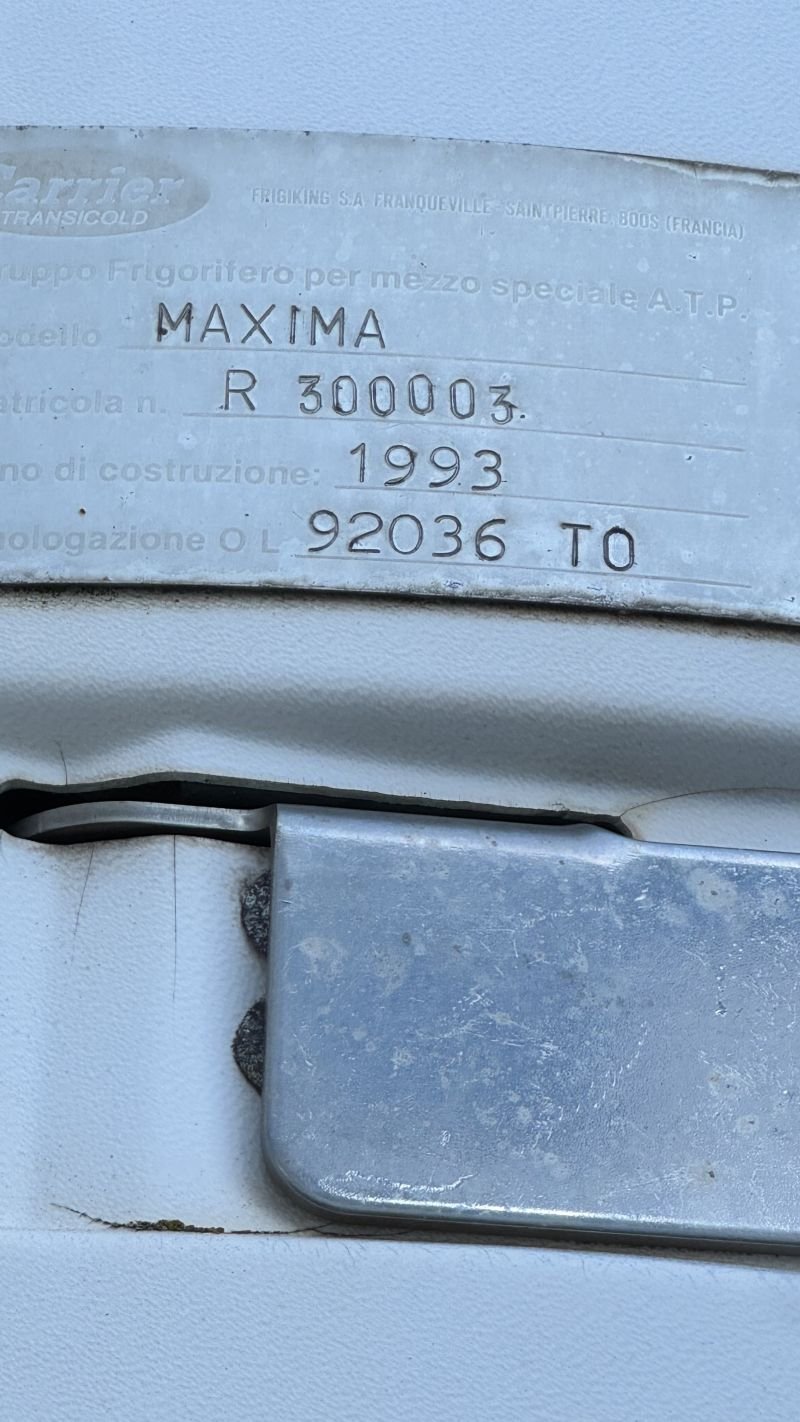 Carrier
TRANSICOLD
FRIGIKING S.A. FRANQUEVILLE-SAINTPIERRE, BOOS (FRANCIA)
ruppo Frigorifero per mezzo speciale A.T.P.
odello MAXIMA
atricola n. R 300003
no di costruzione: 1993
ologazione O L 92036 TO